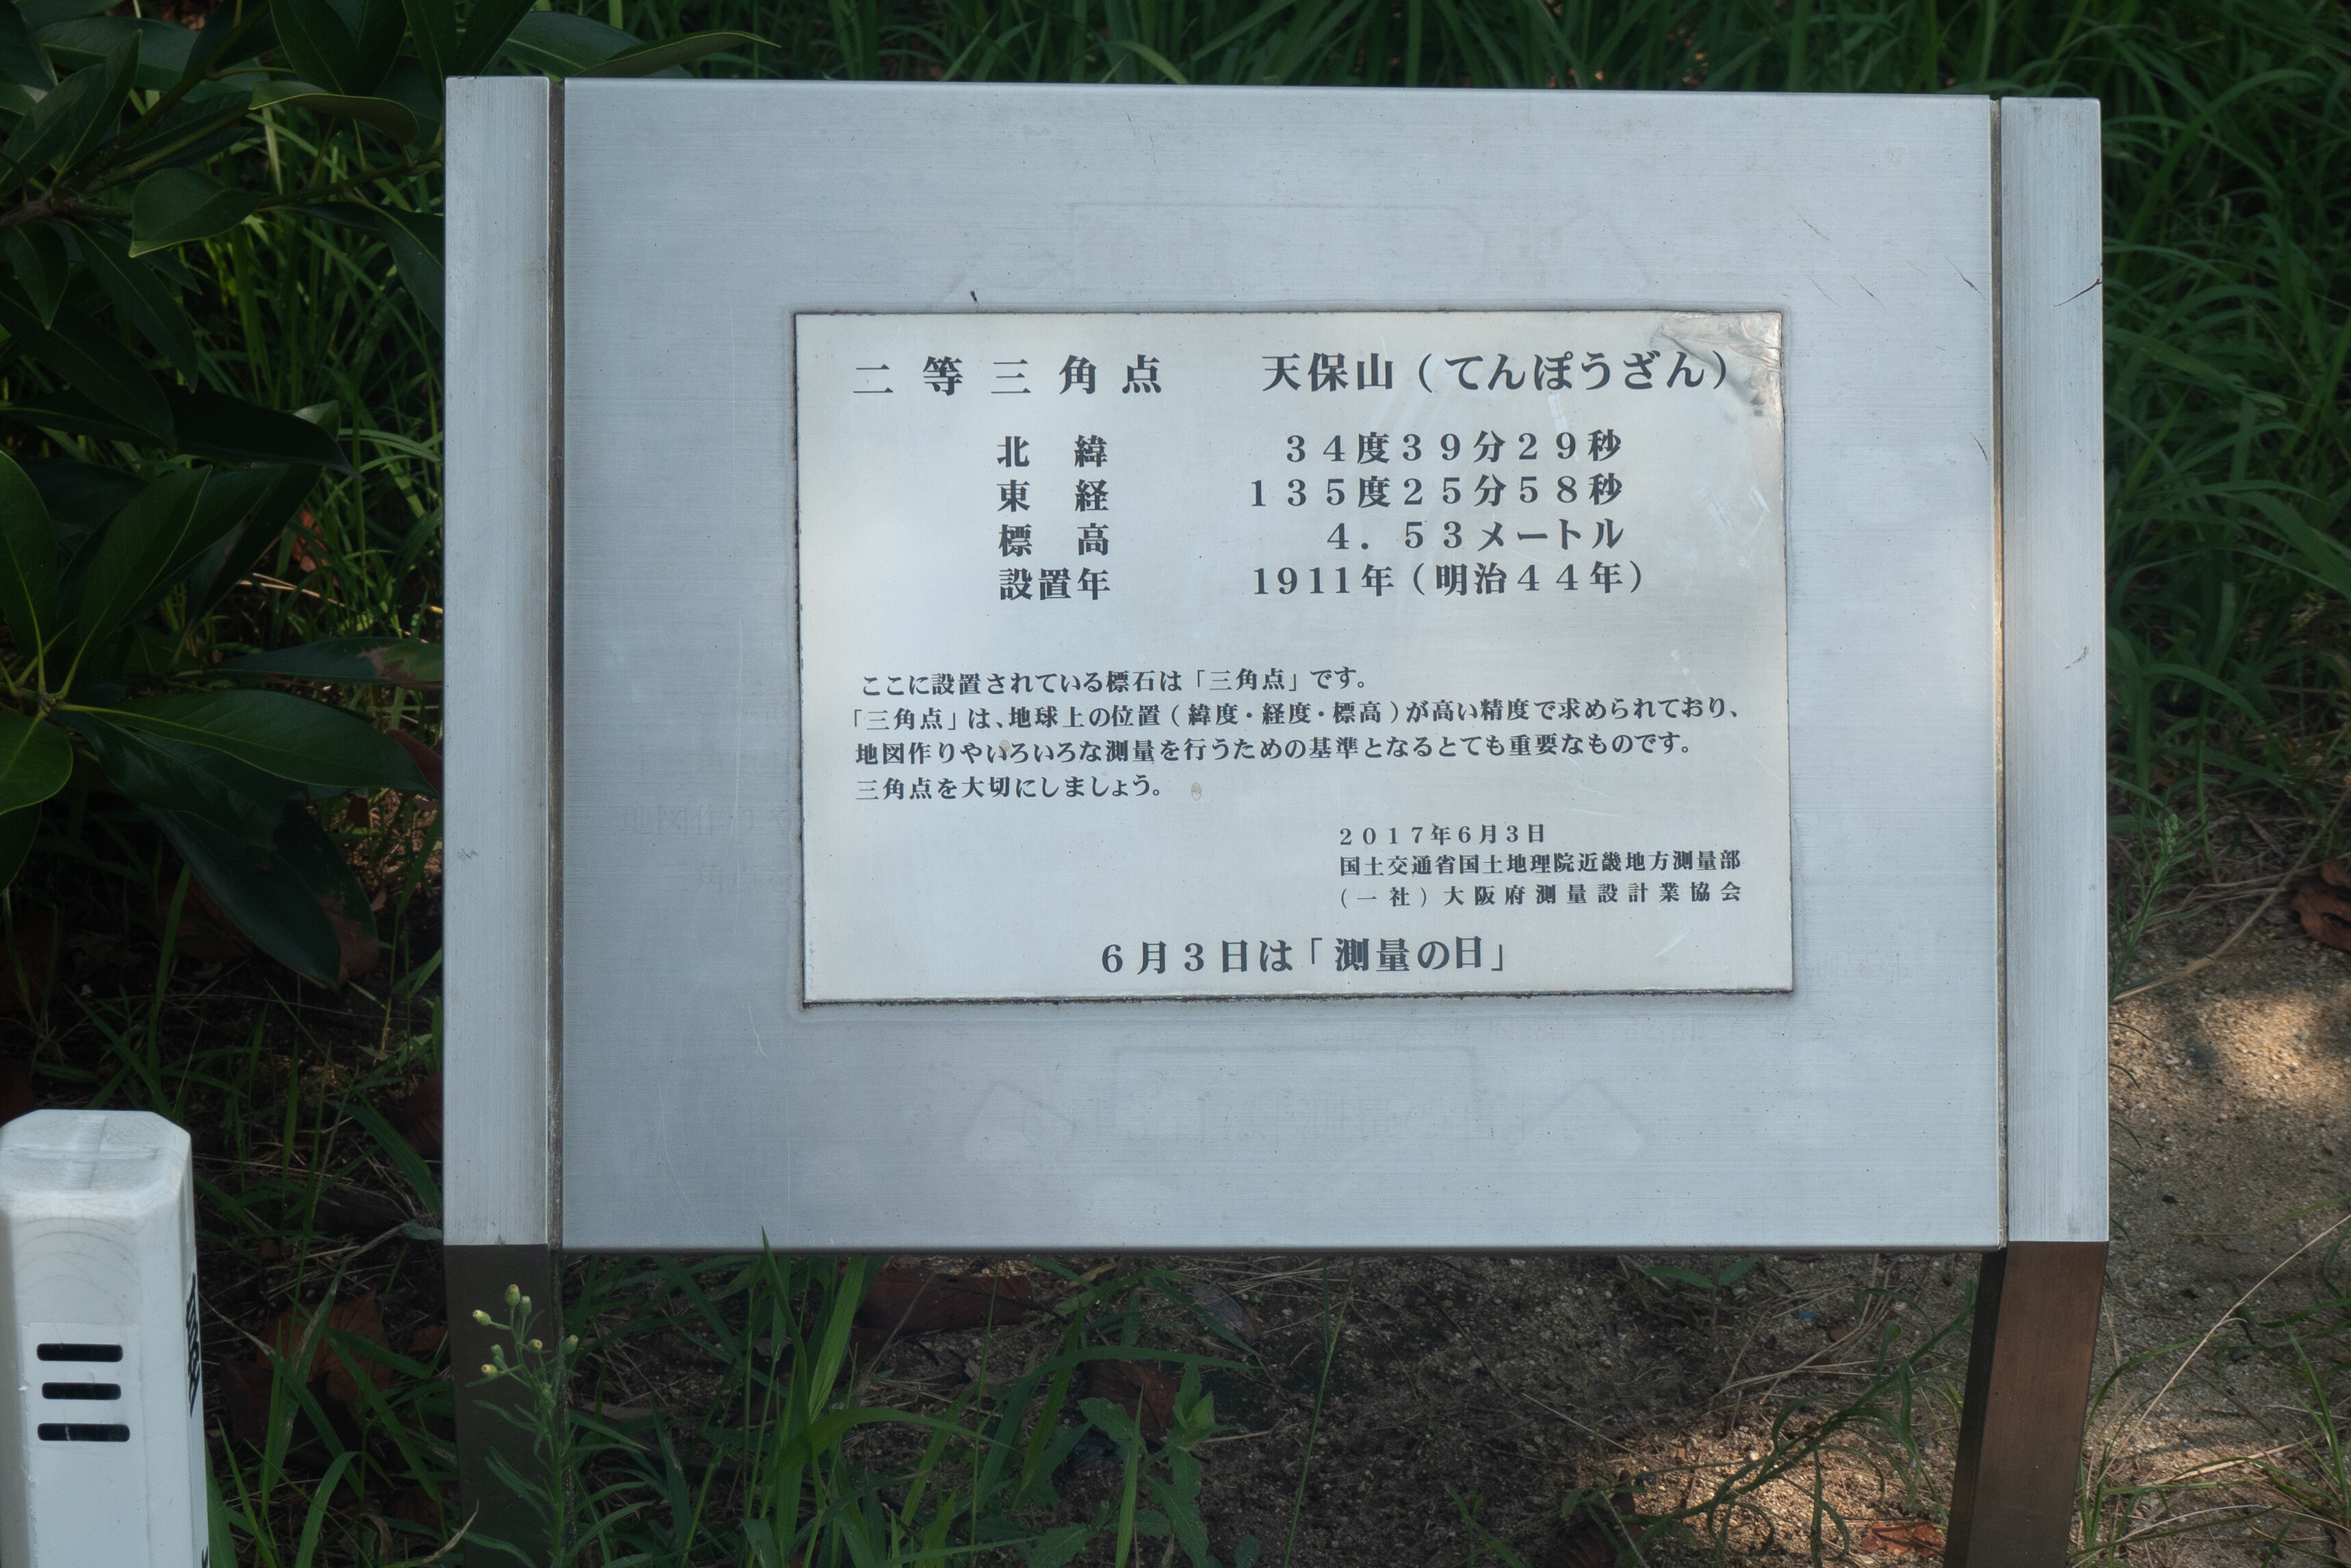 二等三角点 天保山（てんぽうざん）
北緯 ３４度３９分２９秒
東経 １３５度２５分５８秒
標高 ４．５３メートル
設置年 1911年（明治４４年）
ここに設置されている標石は「三角点」です。
「三角点」は、地球上の位置（緯度・経度・標高）が高い精度で求められており、
地図作りやいろいろな測量を行うための基準となるとても重要なものです。
三角点を大切にしましょう。
２０１７年６月３日
国土交通省国土地理院近畿地方測量部
（一社）大阪府測量設計業協会
６月３日は「測量の日」
三